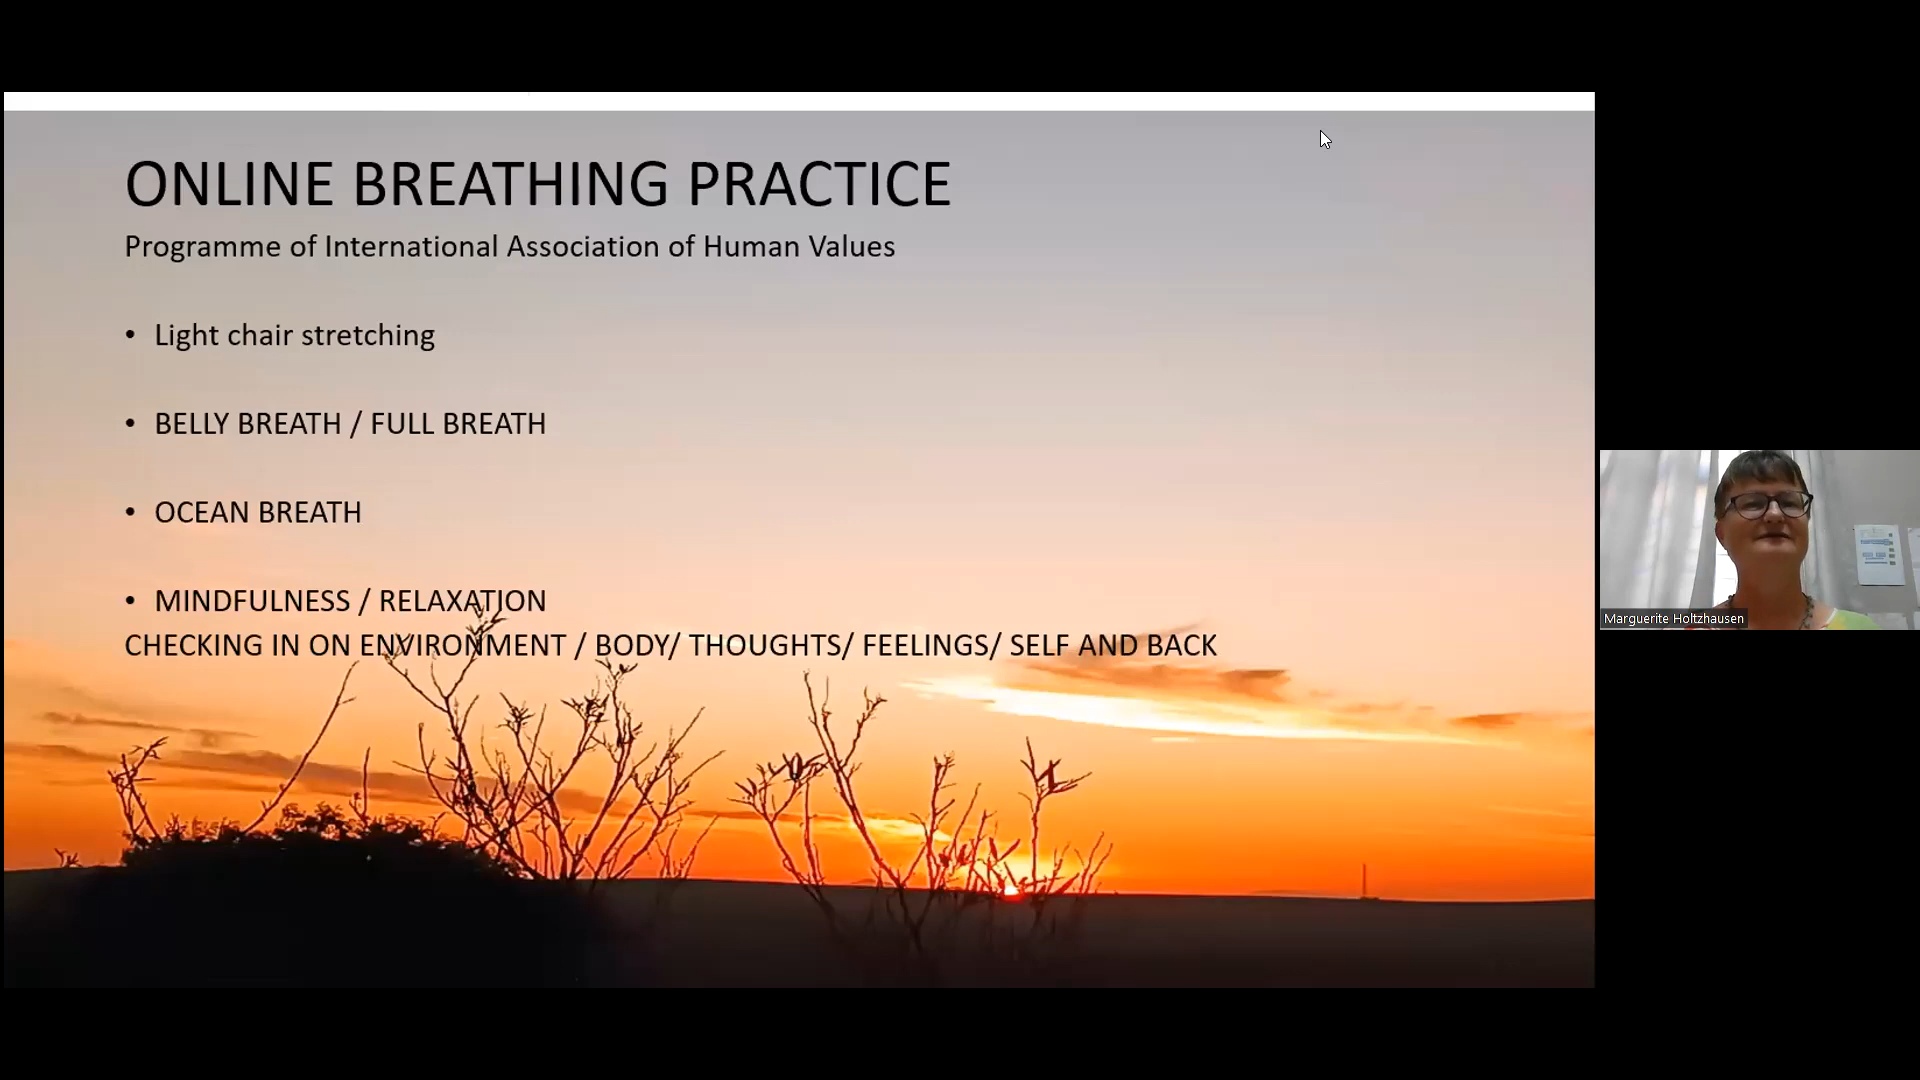 ONLINE BREATHING PRACTICE
Programme of International Association of Human Values
• Light chair stretching
• BELLY BREATH / FULL BREATH
• OCEAN BREATH
• MINDFULNESS / RELAXATION
CHECKING IN ON ENVIRONMENT / BODY/ THOUGHTS/ FEELINGS/ SELF AND BACK
Marguerite Holtzhausen